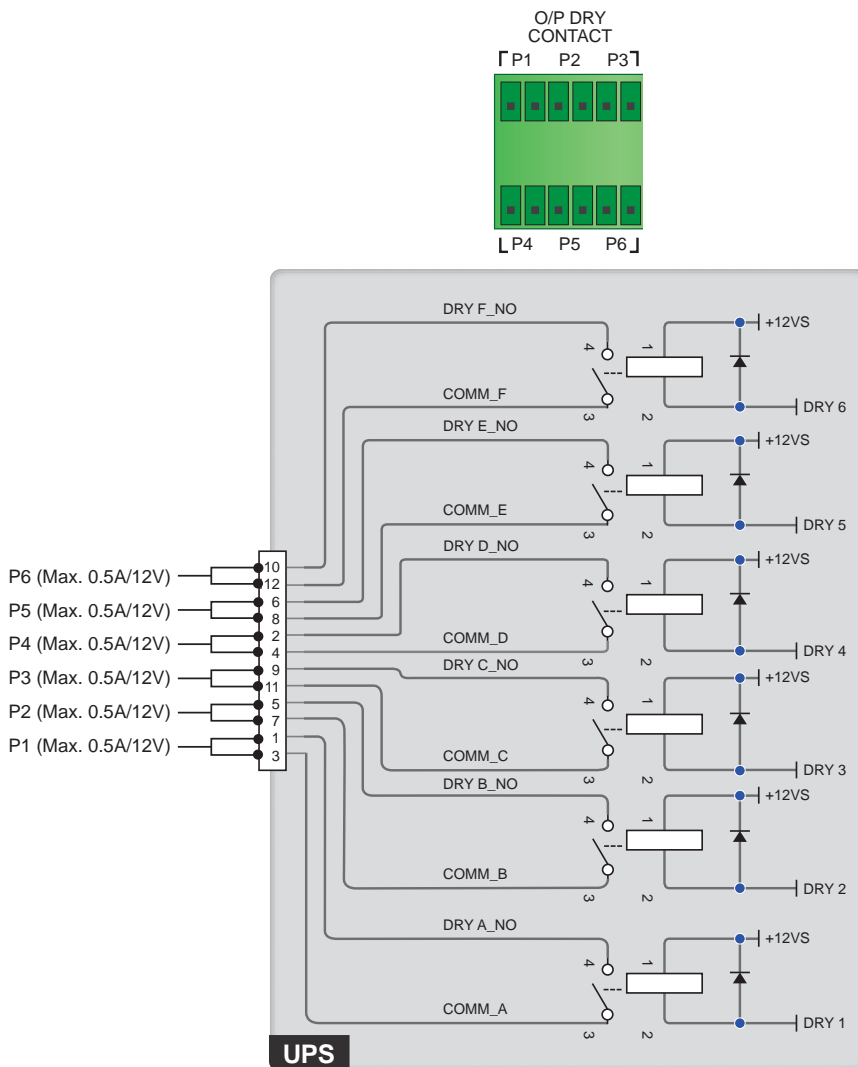 O/P DRY
CONTACT
P1 P2 P3
P4 P5 P6
DRY F_NO
4 1 +12VS
COMM_F
3 2 DRY 6
DRY E_NO
4 1 +12VS
COMM_E
3 2 DRY 5
DRY D_NO
4 1 +12VS
COMM_D
3 2 DRY 4
DRY C_NO
4 1 +12VS
COMM_C
3 2 DRY 3
DRY B_NO
4 1 +12VS
COMM_B
3 2 DRY 2
DRY A_NO
4 1 +12VS
COMM_A
3 2 DRY 1
P6 (Max. 0.5A/12V) 10
12
P5 (Max. 0.5A/12V) 6
8
P4 (Max. 0.5A/12V) 2
4
P3 (Max. 0.5A/12V) 9
11
P2 (Max. 0.5A/12V) 5
7
P1 (Max. 0.5A/12V) 1
3
UPS